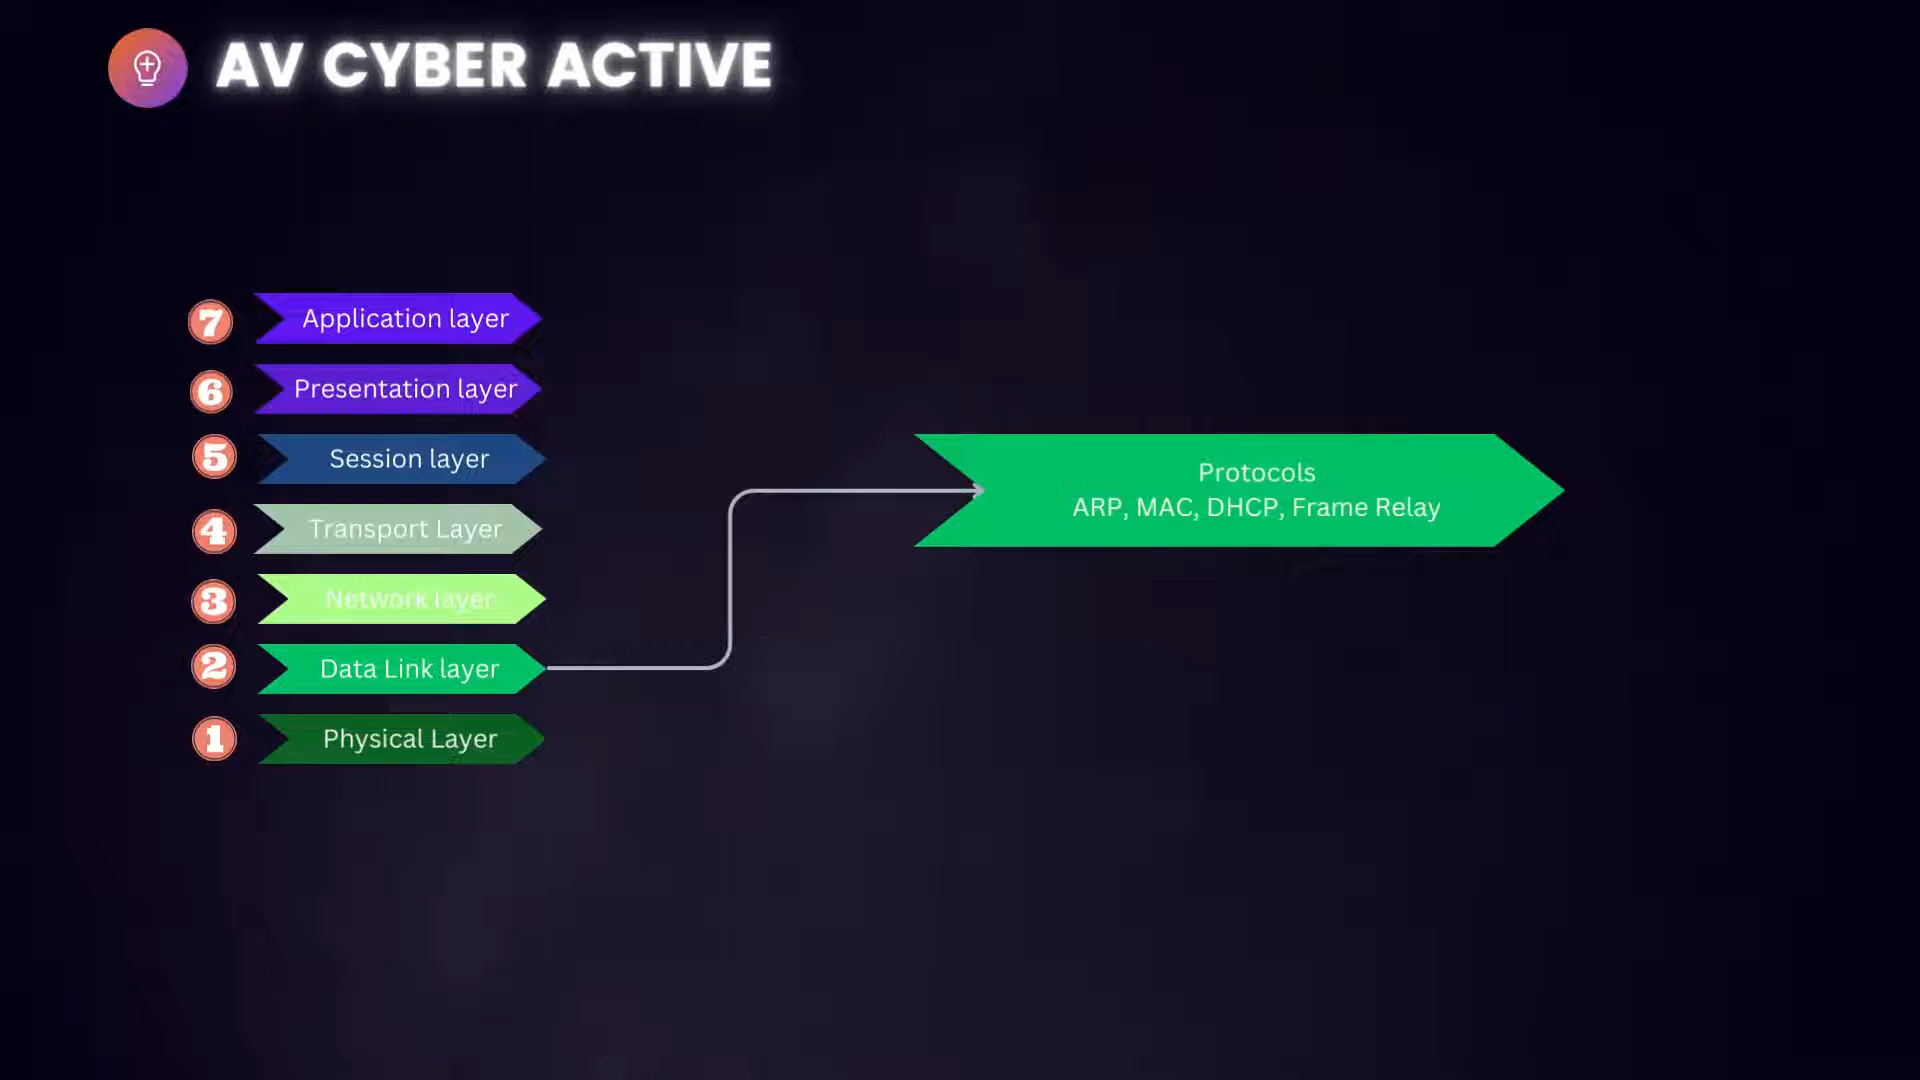 AV CYBER ACTIVE
7
Application layer
6
Presentation layer
5
Session layer
4
Transport Layer
3
Network layer
2
Data Link layer
1
Physical Layer
Protocols
ARP, MAC, DHCP, Frame Relay